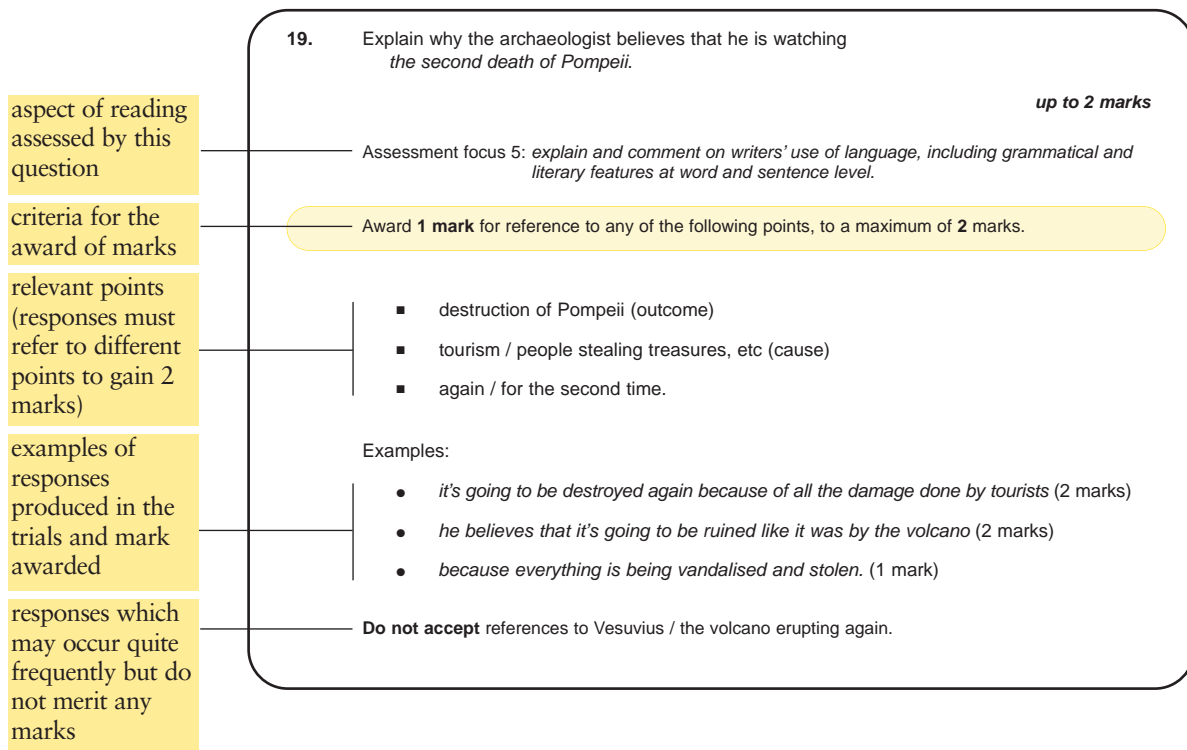 19. Explain why the archaeologist believes that he is watching
the second death of Pompeii.
up to 2 marks
aspect of reading
assessed by this
question
Assessment focus 5: explain and comment on writers' use of language, including grammatical and
literary features at word and sentence level.
criteria for the
award of marks
Award 1 mark for reference to any of the following points, to a maximum of 2 marks.
relevant points
(responses must
refer to different
points to gain 2
marks)
■ destruction of Pompeii (outcome)
■ tourism / people stealing treasures, etc (cause)
■ again / for the second time.
examples of
responses
produced in the
trials and mark
awarded
Examples:
● it's going to be destroyed again because of all the damage done by tourists (2 marks)
● he believes that it's going to be ruined like it was by the volcano (2 marks)
● because everything is being vandalised and stolen. (1 mark)
responses which
may occur quite
frequently but do
not merit any
marks
Do not accept references to Vesuvius / the volcano erupting again.